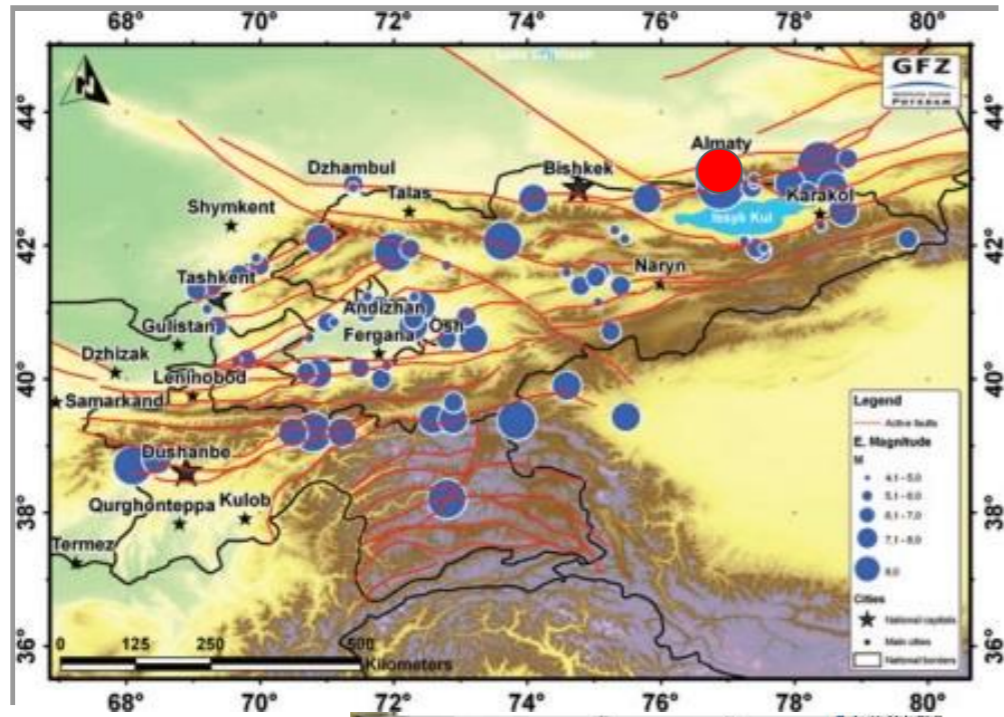 68° 70° 72° 74° 76° 78° 80°
GFZ
POTSDAM
N
44°
44°
Almaty
Dzhambul
Bishkek
Talas
Karakol
Shymkent
Issyk Kul
42°
42°
Naryn
Tashkent
Andizhan
Gulistan
Osh
Fergana
Dzhizak
40°
40°
Leninobod
Samarkand
Legend
Active faults
E. Magnitude
M
Dushanbe
4.1 - 5.0
5.1 - 6.0
Qurghonteppa
Kulob
6.1 - 7.0
38°
38°
7.1 - 8.0
Termez
8.0
Cities
National capitals
Main cities
National borders
36°
36°
0 125 250 500
Kilometers
68° 70° 72° 74° 76° 78° 80°